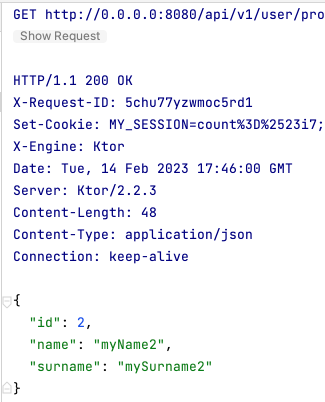 GET http://0.0.0.0:8080/api/v1/user/pro
Show Request
HTTP/1.1 200 OK
X-Request-ID: 5chu77yzwmoc5rd1
Set-Cookie: MY_SESSION=count%3D%2523i7;
X-Engine: Ktor
Date: Tue, 14 Feb 2023 17:46:00 GMT
Server: Ktor/2.2.3
Content-Length: 48
Content-Type: application/json
Connection: keep-alive
{
"id": 2,
"name": "myName2",
"surname": "mySurname2"
}